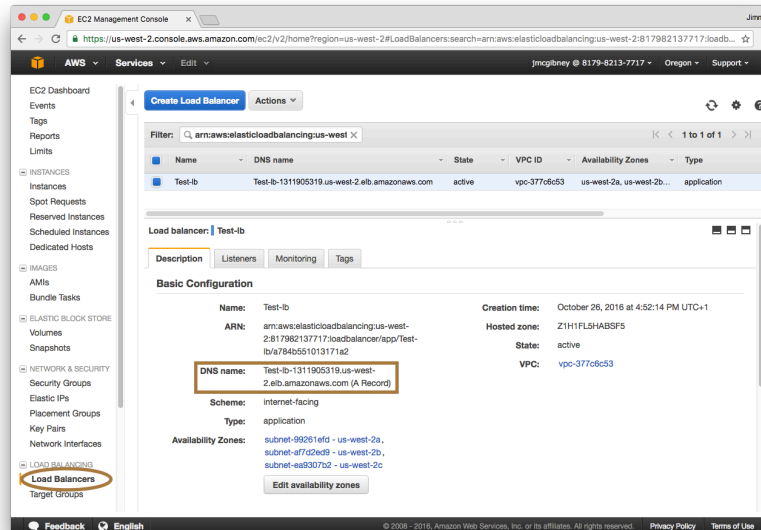 EC2 Management Console
Jimm
https://us-west-2.console.aws.amazon.com/ec2/v2/home?region=us-west-2#LoadBalancers:search=arn:aws:elasticloadbalancing:us-west-2:817982137717:loadb...
AWS Services Edit jmcgibney @ 8179-8213-7717 Oregon Support
EC2 Dashboard
Events
Tags
Reports
Limits
INSTANCES
Instances
Spot Requests
Reserved Instances
Scheduled Instances
Dedicated Hosts
IMAGES
AMIs
Bundle Tasks
ELASTIC BLOCK STORE
Volumes
Snapshots
NETWORK & SECURITY
Security Groups
Elastic IPs
Placement Groups
Key Pairs
Network Interfaces
LOAD BALANCING
Load Balancers
Target Groups
Create Load Balancer Actions
Filter: arn:aws:elasticloadbalancing:us-west 1 to 1 of 1
Name DNS name State VPC ID Availability Zones Type
Test-lb Test-lb-1311905319.us-west-2.elb.amazonaws.com active vpc-377c6c53 us-west-2a, us-west-2b... application
Load balancer: Test-lb
Description Listeners Monitoring Tags
Basic Configuration
Name: Test-lb
ARN: arn:aws:elasticloadbalancing:us-west-
2:817982137717:loadbalancer/app/Test-
lb/a784b551013171a2
DNS name: Test-lb-1311905319.us-west-
2.elb.amazonaws.com (A Record)
Scheme: internet-facing
Type: application
Availability Zones: subnet-99261efd - us-west-2a,
subnet-af7d2ed9 - us-west-2b,
subnet-ea9307b2 - us-west-2c
Edit availability zones
Creation time: October 26, 2016 at 4:52:14 PM UTC+1
Hosted zone: Z1H1FL5HABSF5
State: active
VPC: vpc-377c6c53
Feedback English © 2008 - 2016, Amazon Web Services, Inc. or its affiliates. All rights reserved. Privacy Policy Terms of Use